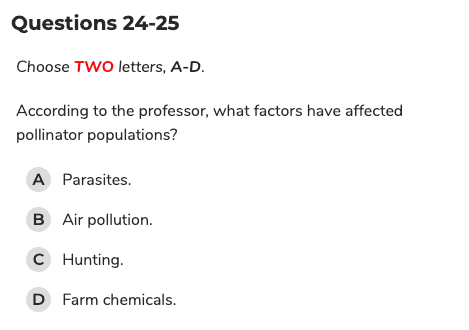 Questions 24-25
Choose TWO letters, A-D.
According to the professor, what factors have affected
pollinator populations?
A Parasites.
B Air pollution.
C Hunting.
D Farm chemicals.